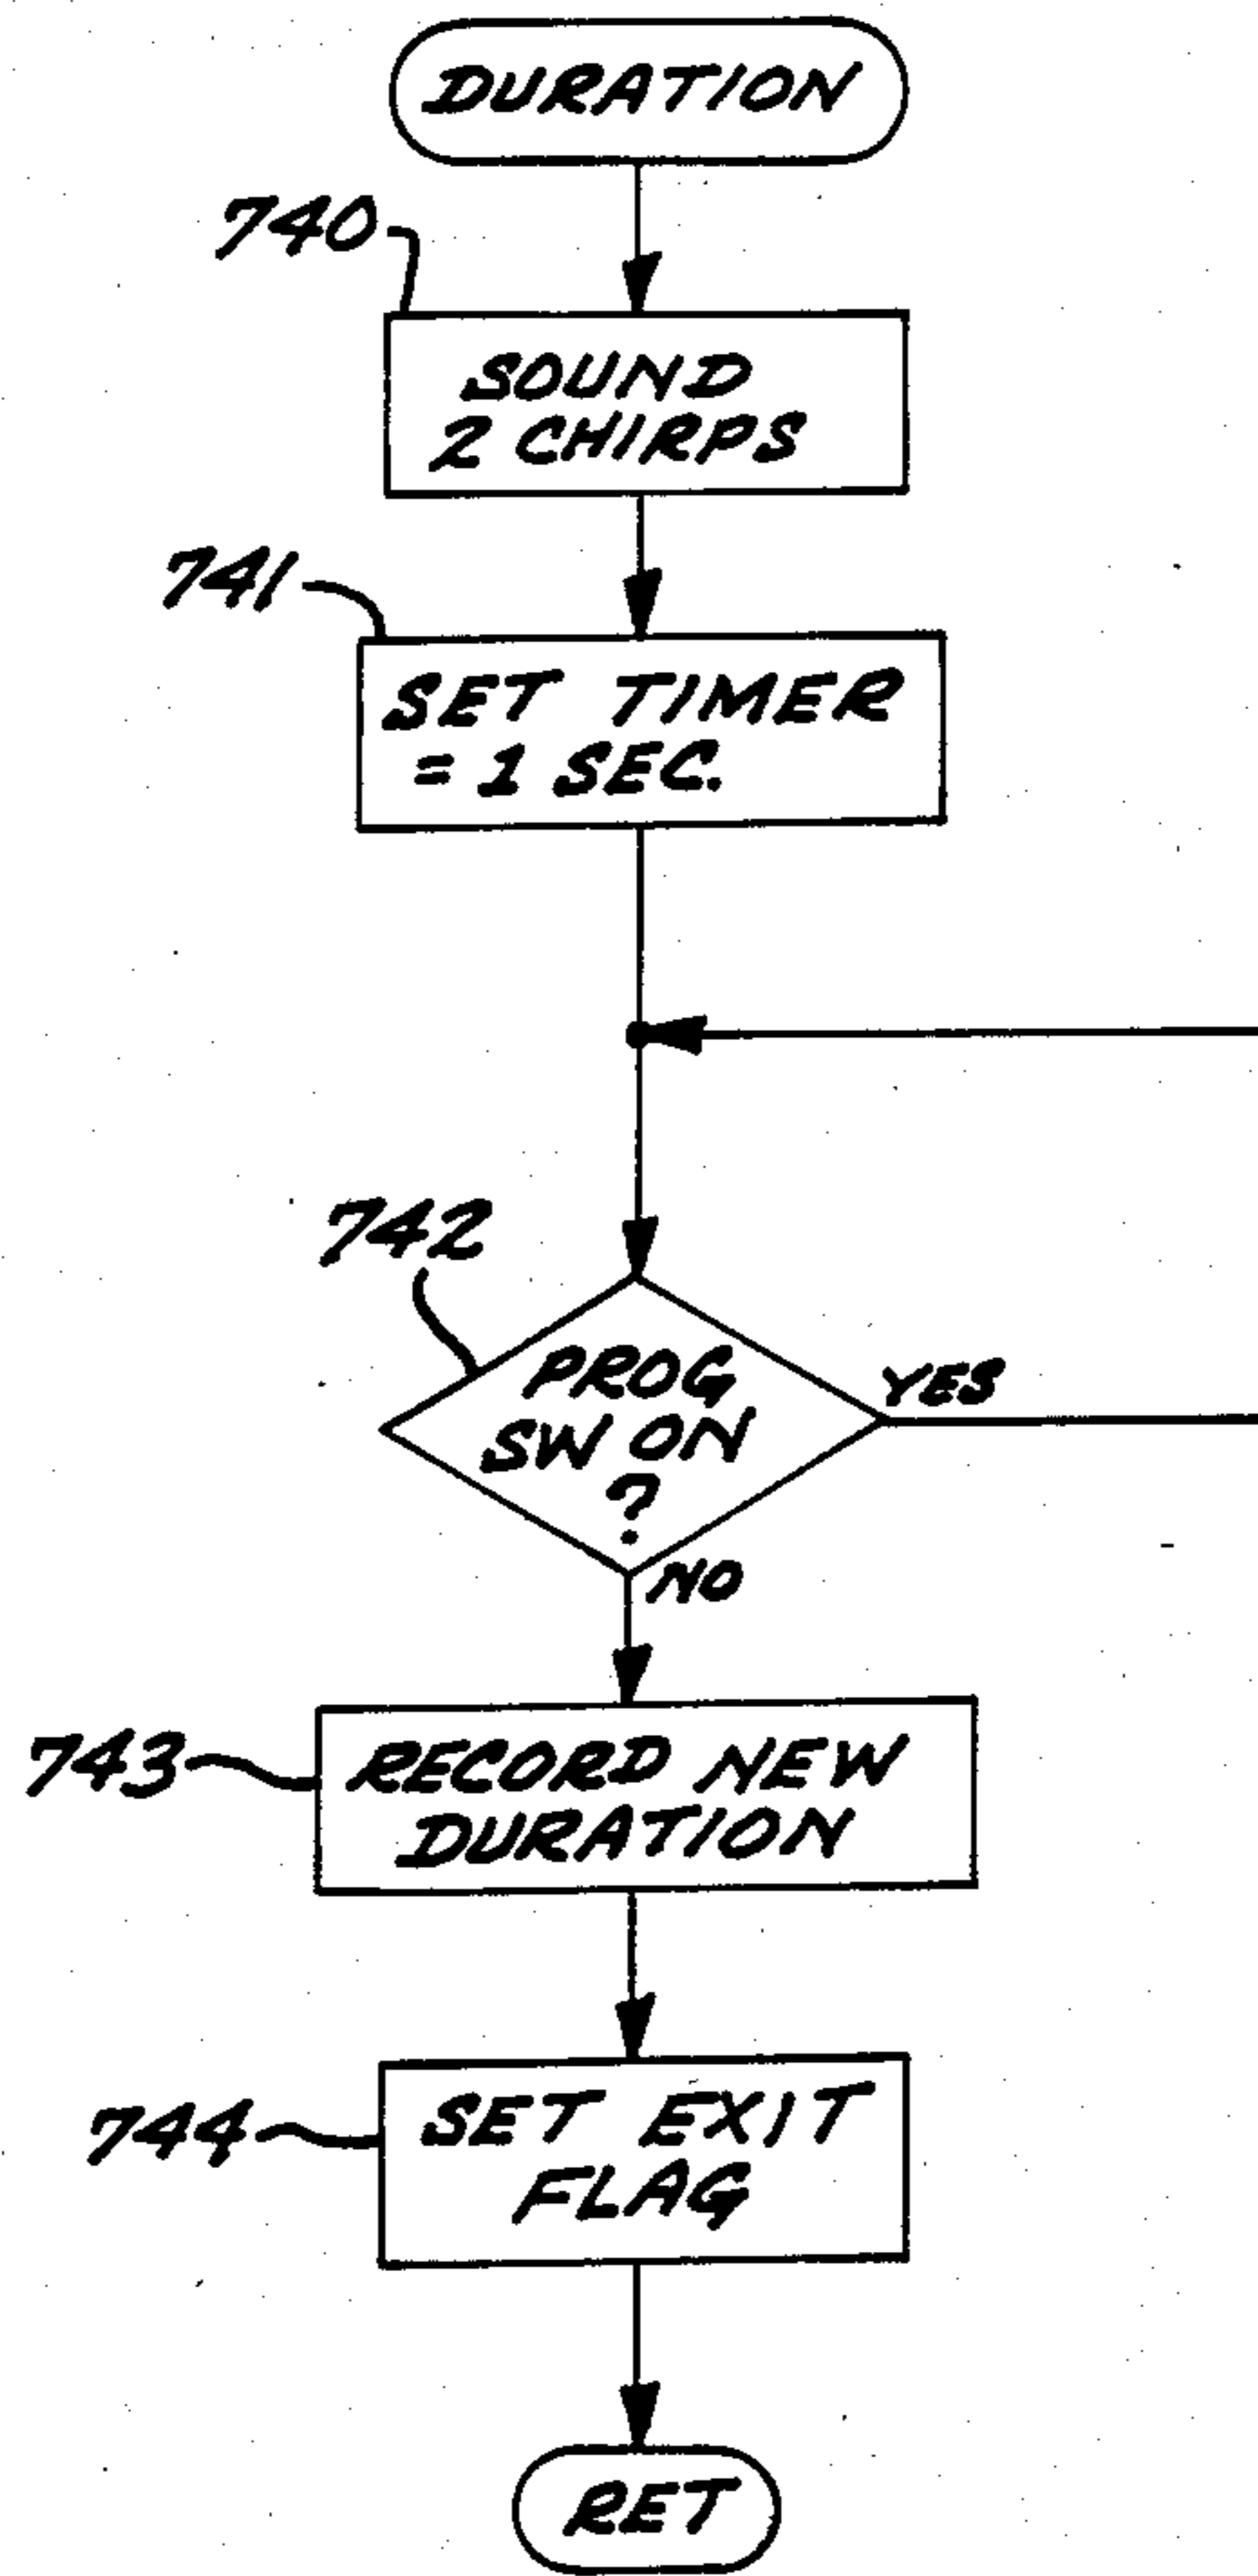 DURATION
740
SOUND
2 CHIRPS
741
SET TIMER
= 1 SEC.
742
PROG
SW ON
?
YES
NO
743
RECORD NEW
DURATION
744
SET EXIT
FLAG
RET